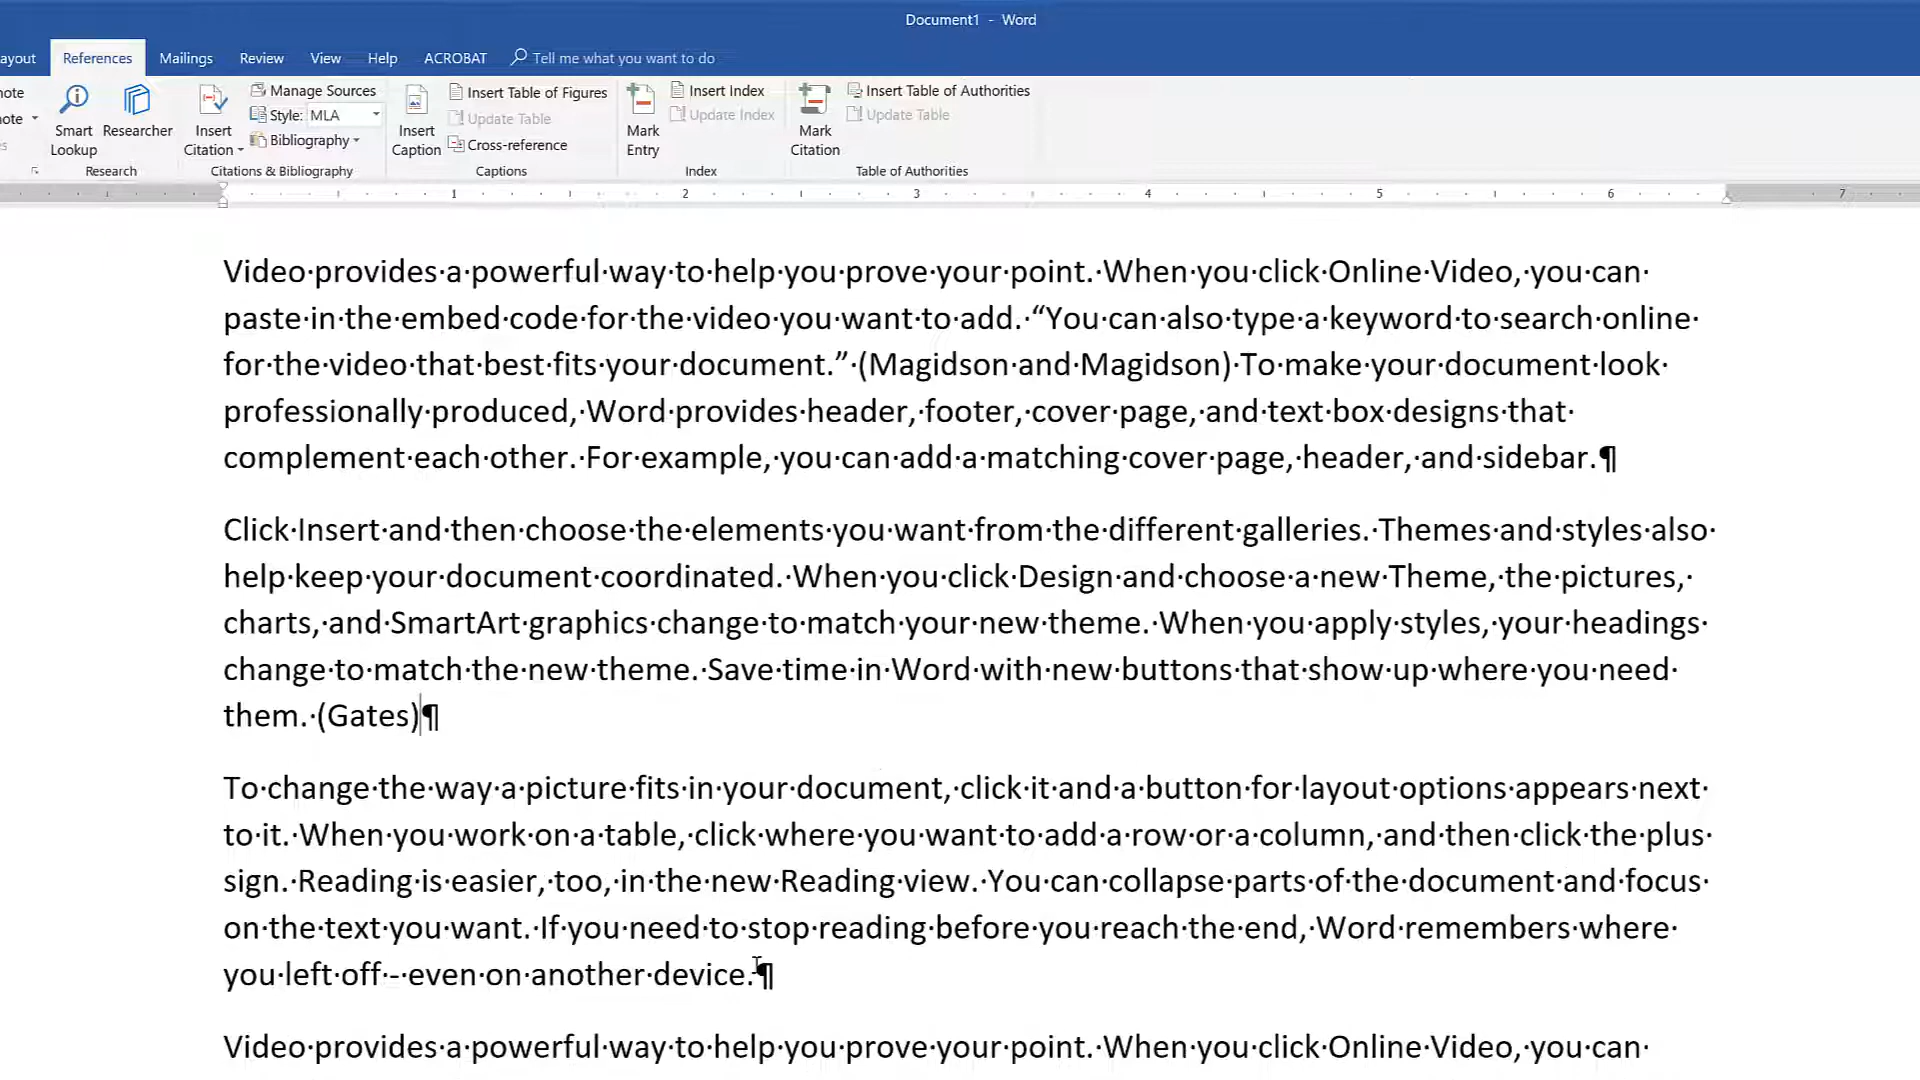 Document1 - Word
ayout References Mailings Review View Help ACROBAT Tell me what you want to do
ote
ote
s
Smart Lookup
Researcher
Research
Insert Citation
Manage Sources
Style: MLA
Bibliography
Citations & Bibliography
Insert Caption
Insert Table of Figures
Update Table
Cross-reference
Captions
Mark Entry
Insert Index
Update Index
Index
Mark Citation
Insert Table of Authorities
Update Table
Table of Authorities
1 2 3 4 5 6 7
Video·provides·a·powerful·way·to·help·you·prove·your·point.·When·you·click·Online·Video,·you·can·
paste·in·the·embed·code·for·the·video·you·want·to·add.·“You·can·also·type·a·keyword·to·search·online·
for·the·video·that·best·fits·your·document.”·(Magidson·and·Magidson)·To·make·your·document·look·
professionally·produced,·Word·provides·header,·footer,·cover·page,·and·text·box·designs·that·
complement·each·other.·For·example,·you·can·add·a·matching·cover·page,·header,·and·sidebar.¶
Click·Insert·and·then·choose·the·elements·you·want·from·the·different·galleries.·Themes·and·styles·also·
help·keep·your·document·coordinated.·When·you·click·Design·and·choose·a·new·Theme,·the·pictures,·
charts,·and·SmartArt·graphics·change·to·match·your·new·theme.·When·you·apply·styles,·your·headings·
change·to·match·the·new·theme.·Save·time·in·Word·with·new·buttons·that·show·up·where·you·need·
them.·(Gates)¶
To·change·the·way·a·picture·fits·in·your·document,·click·it·and·a·button·for·layout·options·appears·next·
to·it.·When·you·work·on·a·table,·click·where·you·want·to·add·a·row·or·a·column,·and·then·click·the·plus·
sign.·Reading·is·easier,·too,·in·the·new·Reading·view.·You·can·collapse·parts·of·the·document·and·focus·
on·the·text·you·want.·If·you·need·to·stop·reading·before·you·reach·the·end,·Word·remembers·where·
you·left·off·-·even·on·another·device.¶
Video·provides·a·powerful·way·to·help·you·prove·your·point.·When·you·click·Online·Video,·you·can·